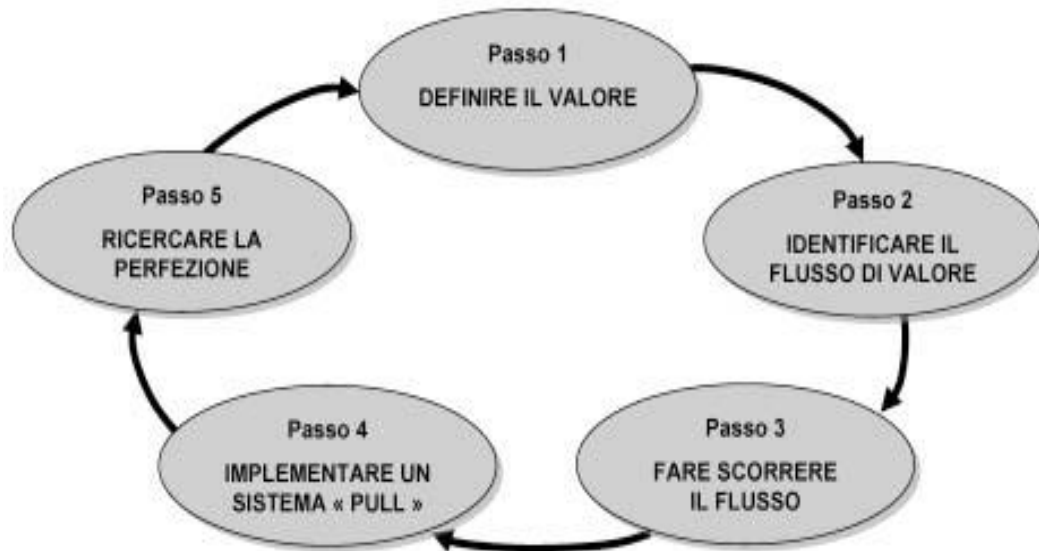 Passo 1
DEFINIRE IL VALORE
Passo 2
IDENTIFICARE IL
FLUSSO DI VALORE
Passo 3
FARE SCORRERE
IL FLUSSO
Passo 4
IMPLEMENTARE UN
SISTEMA « PULL »
Passo 5
RICERCARE LA
PERFEZIONE